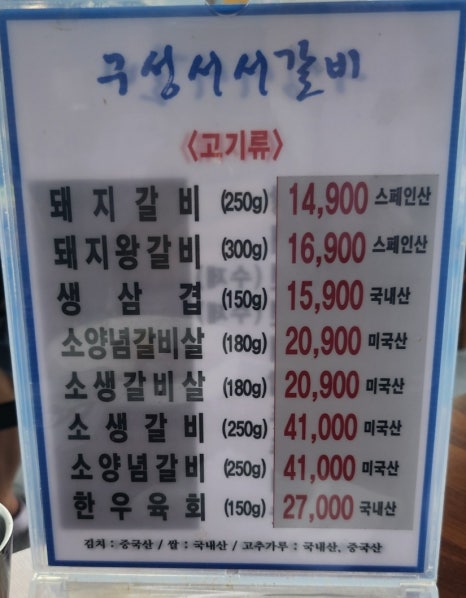 구성서서갈비
<고기류>
돼지갈비 (250g) 14,900 스페인산
돼지왕갈비 (300g) 16,900 스페인산
생삼겹 (150g) 15,900 국내산
소양념갈비살 (180g) 20,900 미국산
소생갈비살 (180g) 20,900 미국산
소생갈비 (250g) 41,000 미국산
소양념갈비 (250g) 41,000 미국산
한우육회 (150g) 27,000 국내산
김치 : 중국산 / 쌀 : 국내산 / 고추가루 : 국내산, 중국산